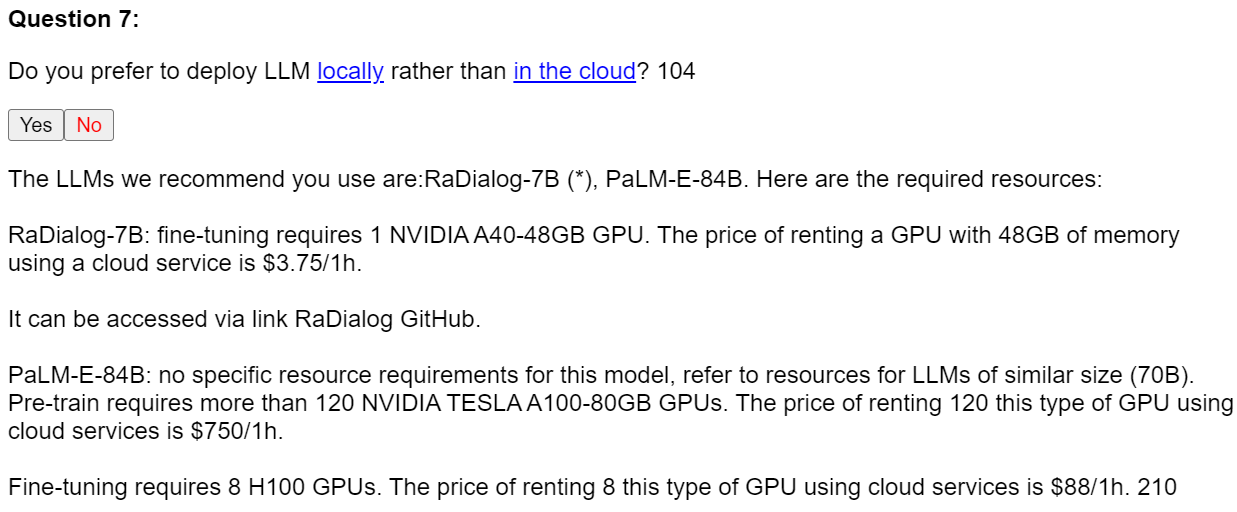 Question 7:
Do you prefer to deploy LLM locally rather than in the cloud? 104
Yes No
The LLMs we recommend you use are:RaDialog-7B (*), PaLM-E-84B. Here are the required resources:
RaDialog-7B: fine-tuning requires 1 NVIDIA A40-48GB GPU. The price of renting a GPU with 48GB of memory
using a cloud service is $3.75/1h.
It can be accessed via link RaDialog GitHub.
PaLM-E-84B: no specific resource requirements for this model, refer to resources for LLMs of similar size (70B).
Pre-train requires more than 120 NVIDIA TESLA A100-80GB GPUs. The price of renting 120 this type of GPU using
cloud services is $750/1h.
Fine-tuning requires 8 H100 GPUs. The price of renting 8 this type of GPU using cloud services is $88/1h. 210